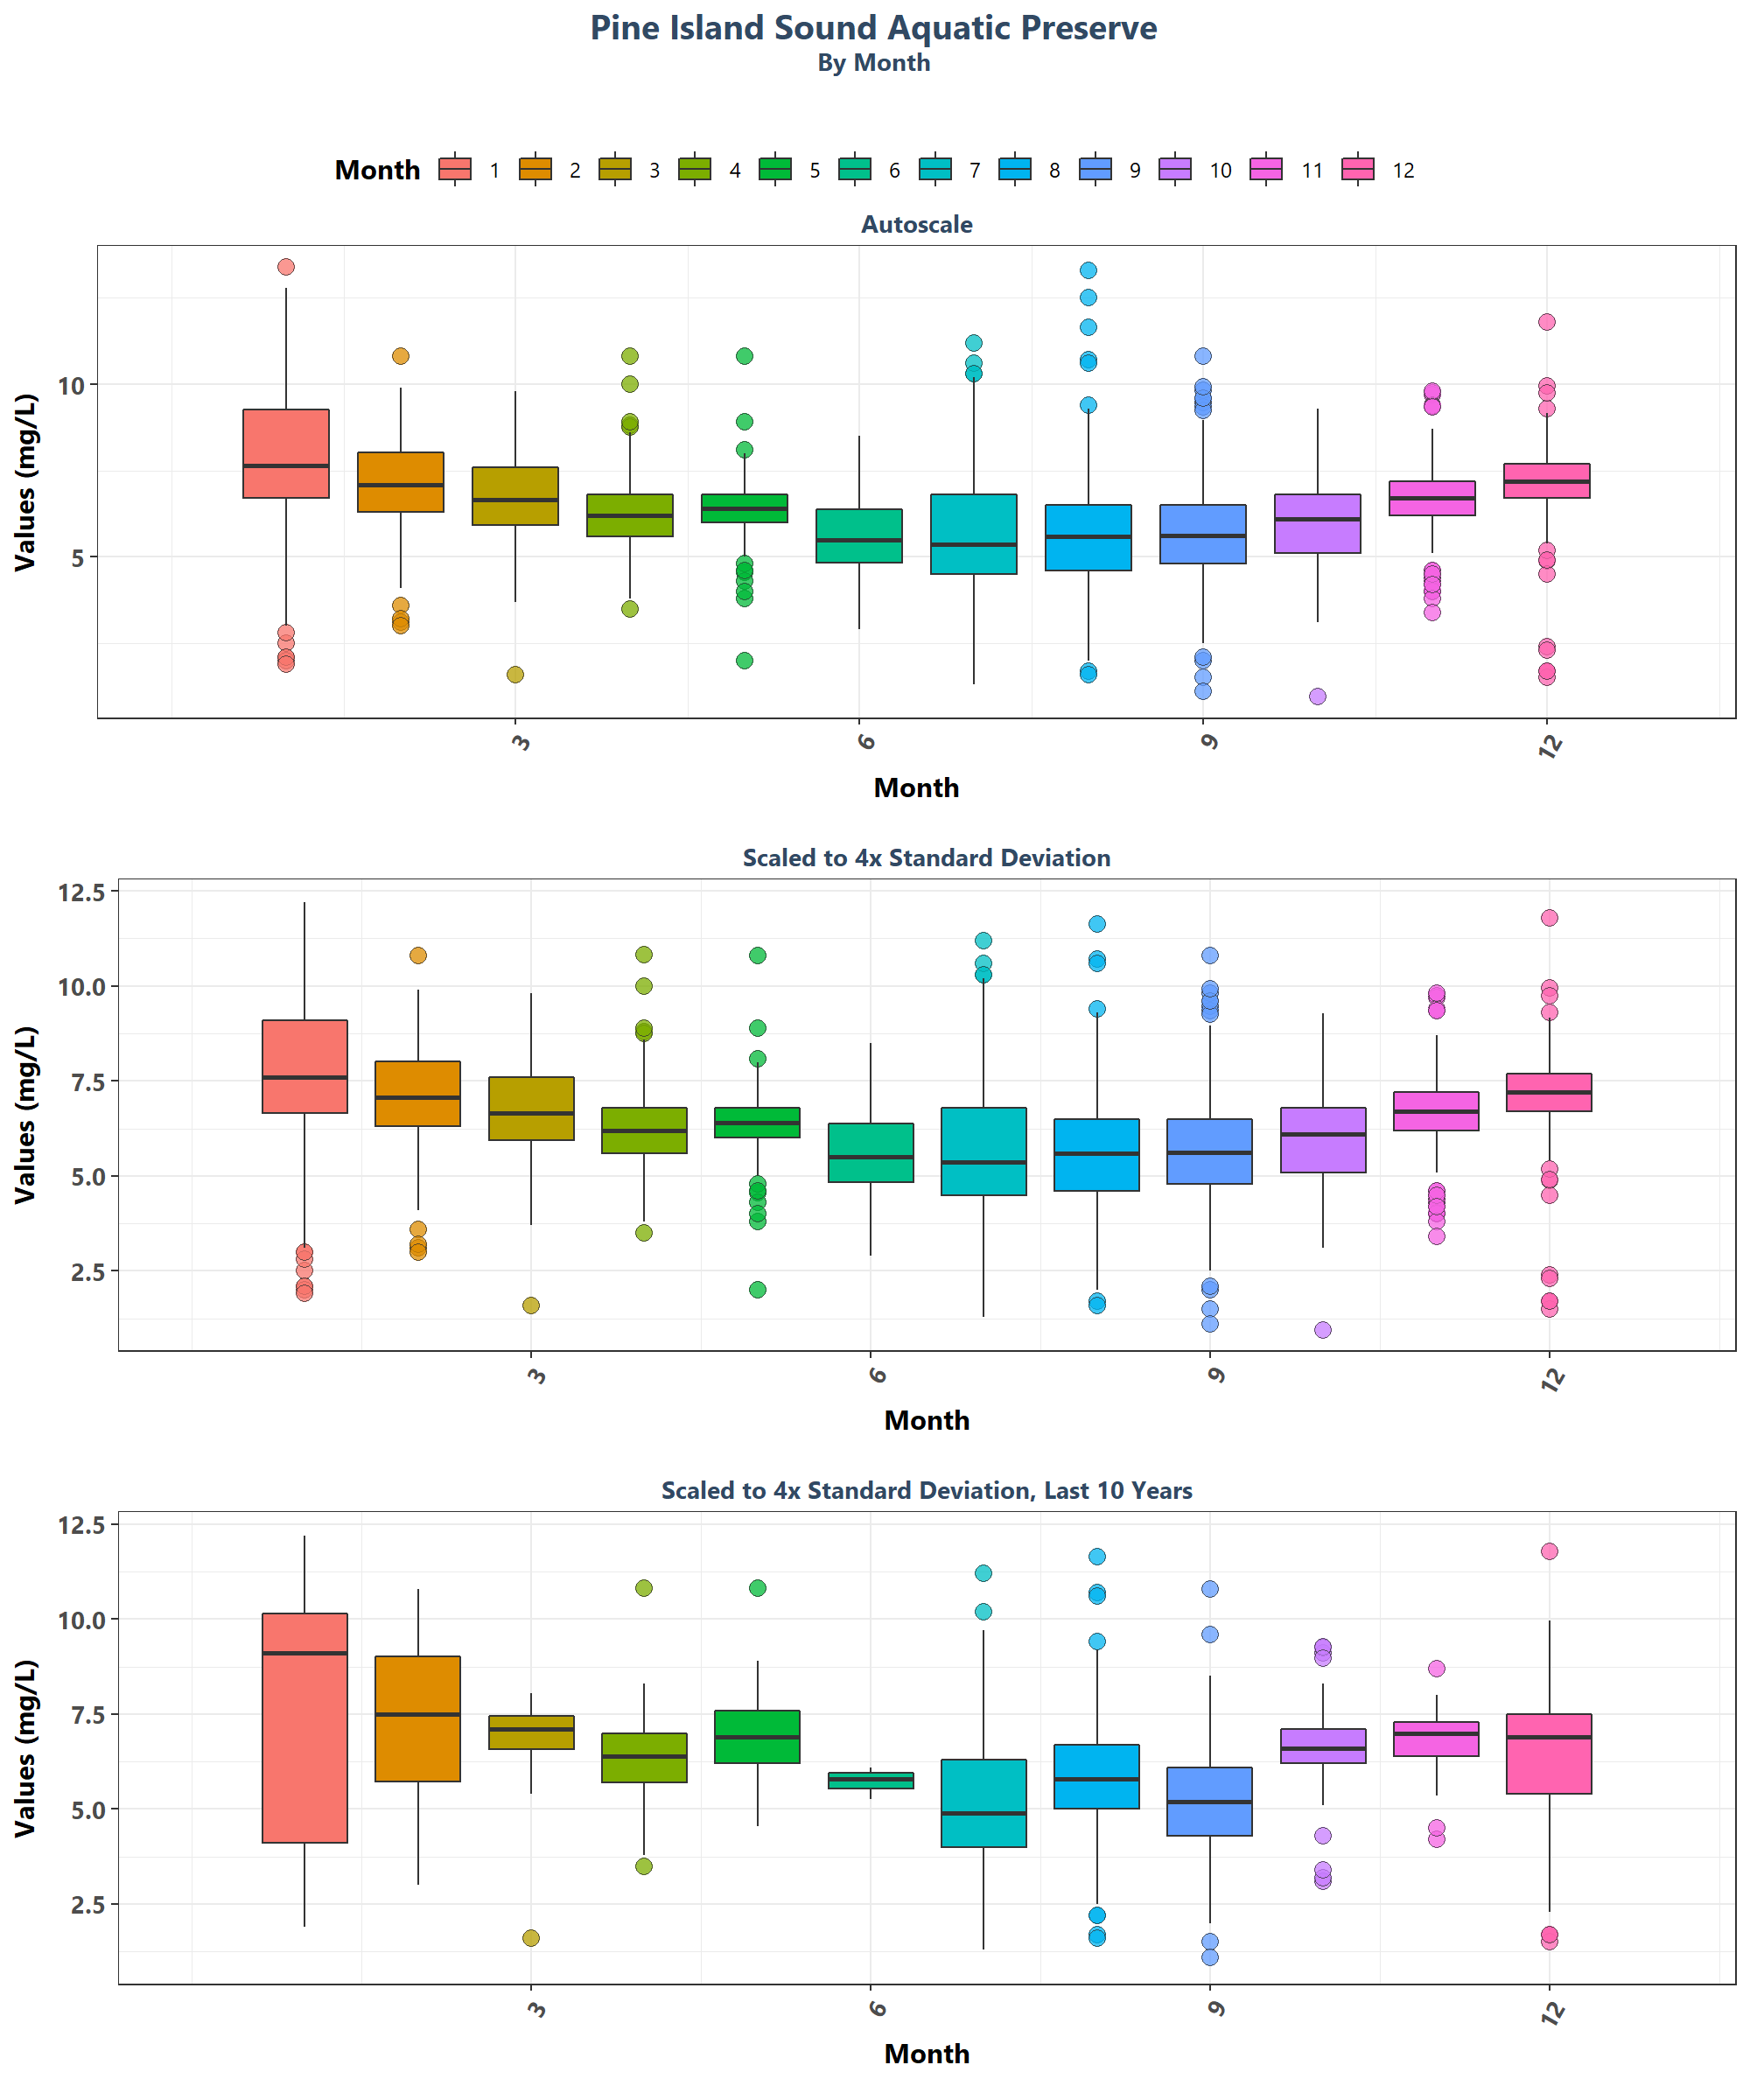 Pine Island Sound Aquatic Preserve
By Month
Month 1 2 3 4 5 6 7 8 9 10 11 12
Autoscale
Values (mg/L)
10
5
3 6 9 12
Month
Scaled to 4x Standard Deviation
Values (mg/L)
12.5
10.0
7.5
5.0
2.5
3 6 9 12
Month
Scaled to 4x Standard Deviation, Last 10 Years
Values (mg/L)
12.5
10.0
7.5
5.0
2.5
3 6 9 12
Month